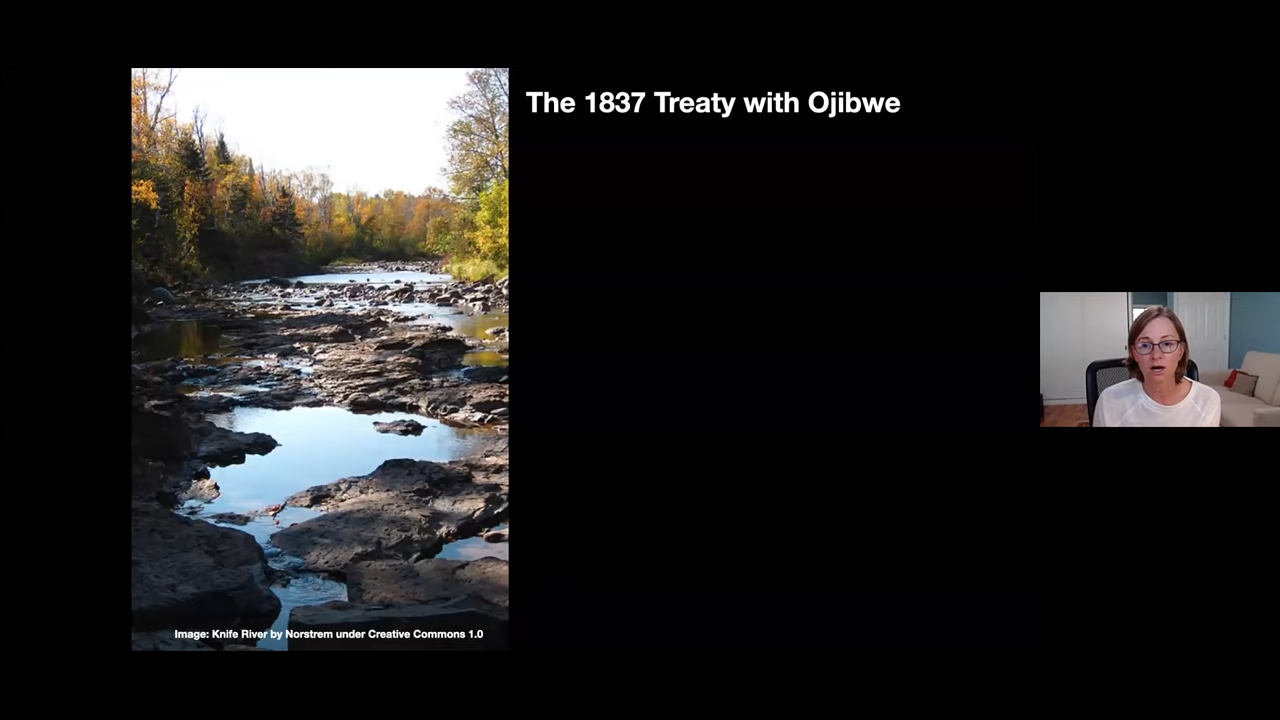 The 1837 Treaty with Ojibwe
Image: Knife River by Norstrem under Creative Commons 1.0